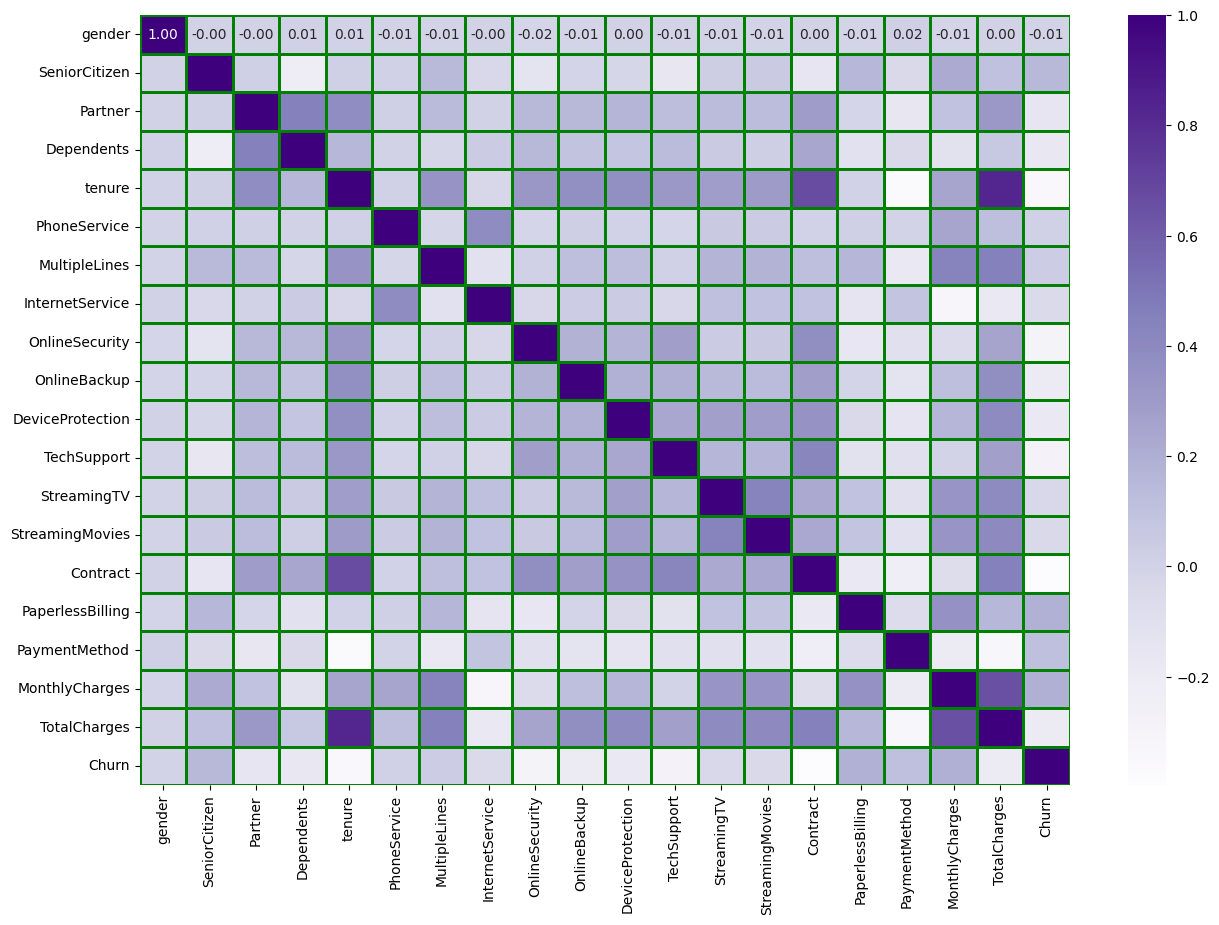 gender 1.00 -0.00 -0.00 0.01 0.01 -0.01 -0.01 -0.00 -0.02 -0.01 0.00 -0.01 -0.01 -0.01 0.00 -0.01 0.02 -0.01 0.00 -0.01
SeniorCitizen
Partner
Dependents
tenure
PhoneService
MultipleLines
InternetService
OnlineSecurity
OnlineBackup
DeviceProtection
TechSupport
StreamingTV
StreamingMovies
Contract
PaperlessBilling
PaymentMethod
MonthlyCharges
TotalCharges
Churn
gender
SeniorCitizen
Partner
Dependents
tenure
PhoneService
MultipleLines
InternetService
OnlineSecurity
OnlineBackup
DeviceProtection
TechSupport
StreamingTV
StreamingMovies
Contract
PaperlessBilling
PaymentMethod
MonthlyCharges
TotalCharges
Churn
1.0
0.8
0.6
0.4
0.2
0.0
−0.2